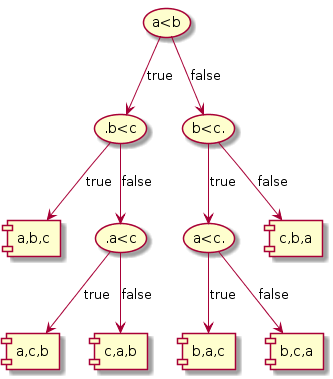 a<b
true
false
.b<c
b<c.
true
false
true
false
a,b,c
.a<c
a<c.
c,b,a
true
false
true
false
a,c,b
c,a,b
b,a,c
b,c,a